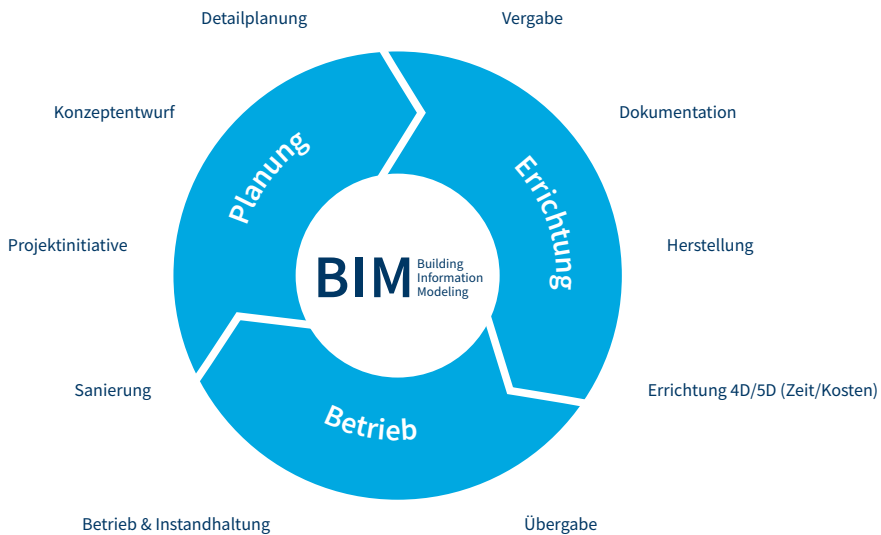 Detailplanung
Vergabe
Konzeptentwurf
Dokumentation
Planung
Errichtung
Projektinitiative
Herstellung
BIM
Building
Information
Modeling
Sanierung
Errichtung 4D/5D (Zeit/Kosten)
Betrieb
Betrieb & Instandhaltung
Übergabe